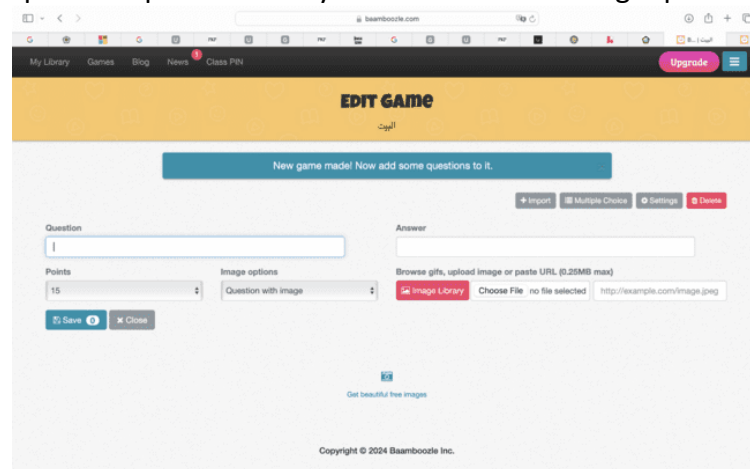 baamboozle.com
My Library Games Blog News 1 Class PIN Upgrade
EDIT GAME
البيت
New game made! Now add some questions to it.
+ Import Multiple Choice Settings Delete
Question Answer
Points Image options Browse gifs, upload image or paste URL (0.25MB max)
15 Question with image Image Library Choose File no file selected http://example.com/image.jpeg
Save 0 × Close
Get beautiful free images
Copyright © 2024 Baamboozle Inc.